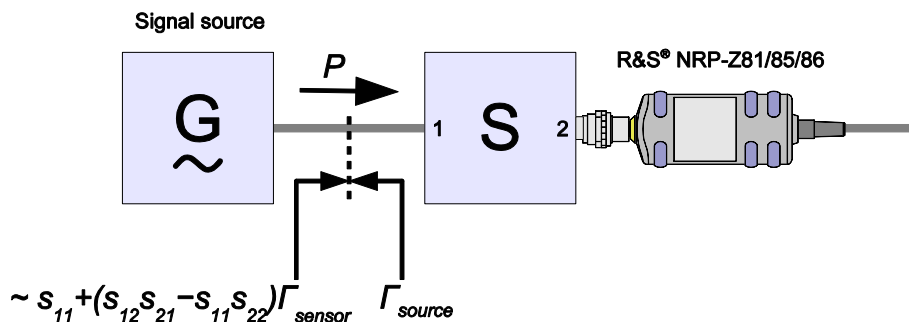 Signal source
R&S® NRP-Z81/85/86
P
G
~
1 S 2
~ s₁₁+(s₁₂s₂₁−s₁₁s₂₂)Γsensor Γsource